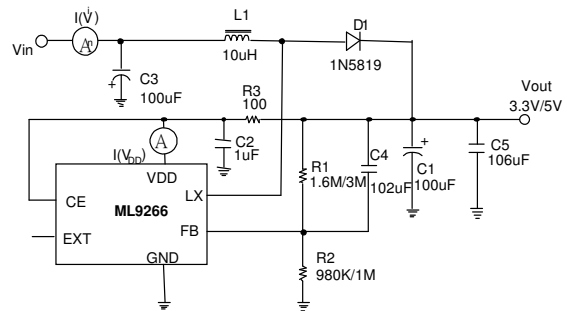 I(Vi)
L1
D1
Vin
10uH
1N5819
C3
+
100uF
R3
100
Vout
3.3V/5V
A
I(VDD)
C2
1uF
VDD
R1
1.6M/3M
C4
102uF
+
C1
100uF
C5
106uF
CE
LX
ML9266
EXT
FB
GND
R2
980K/1M